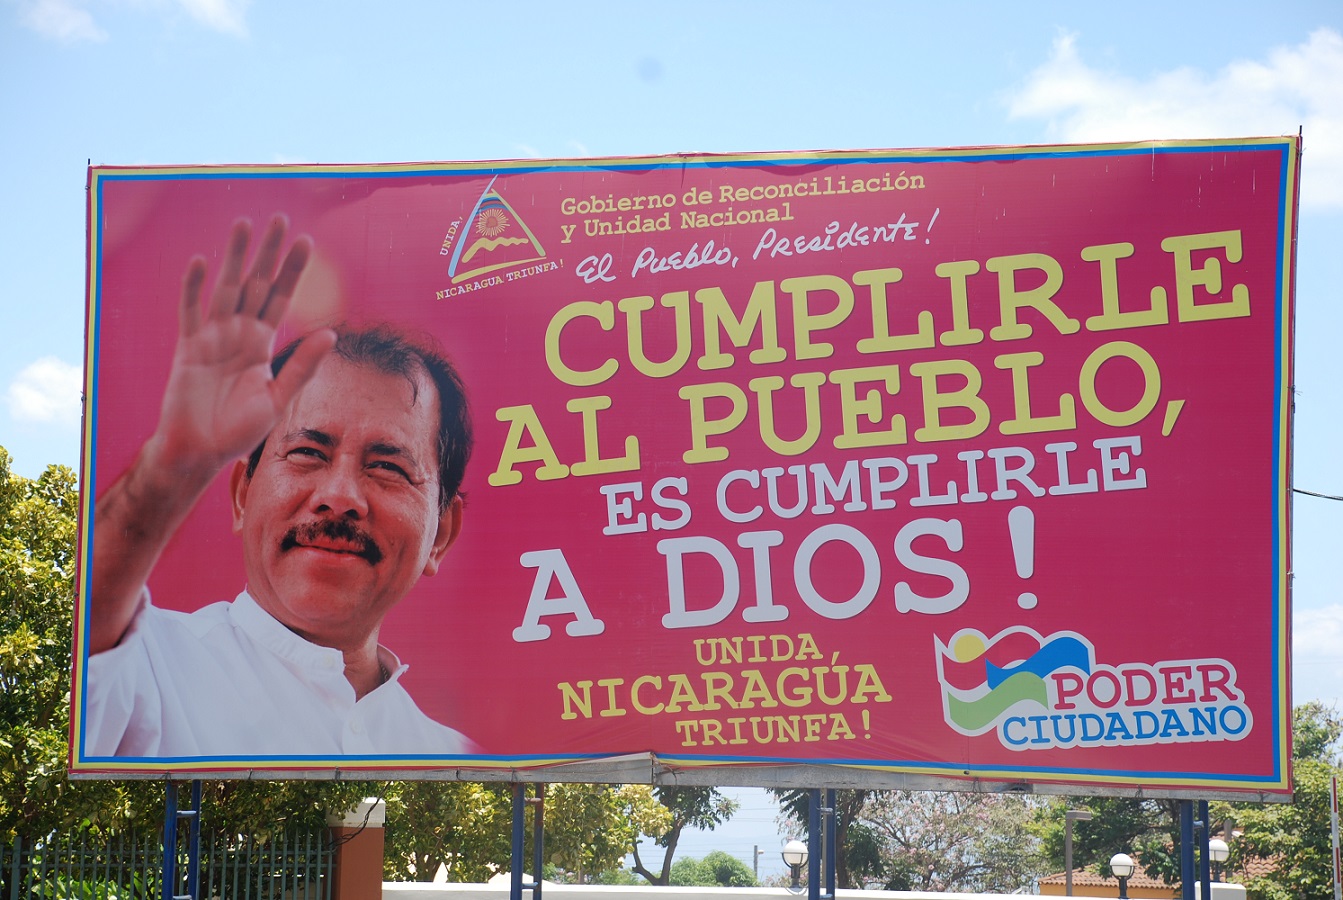 UNIDA,
NICARAGUA TRIUNFA!
Gobierno de Reconciliación
y Unidad Nacional
El Pueblo, Presidente!
CUMPLIRLE
AL PUEBLO,
ES CUMPLIRLE
A DIOS!
UNIDA,
NICARAGUA
TRIUNFA!
PODER
CIUDADANO